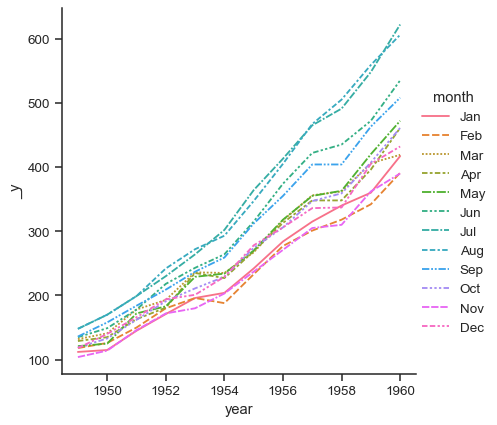 600
500
400
300
200
100
_y
1950
1952
1954
1956
1958
1960
year
month
Jan
Feb
Mar
Apr
May
Jun
Jul
Aug
Sep
Oct
Nov
Dec